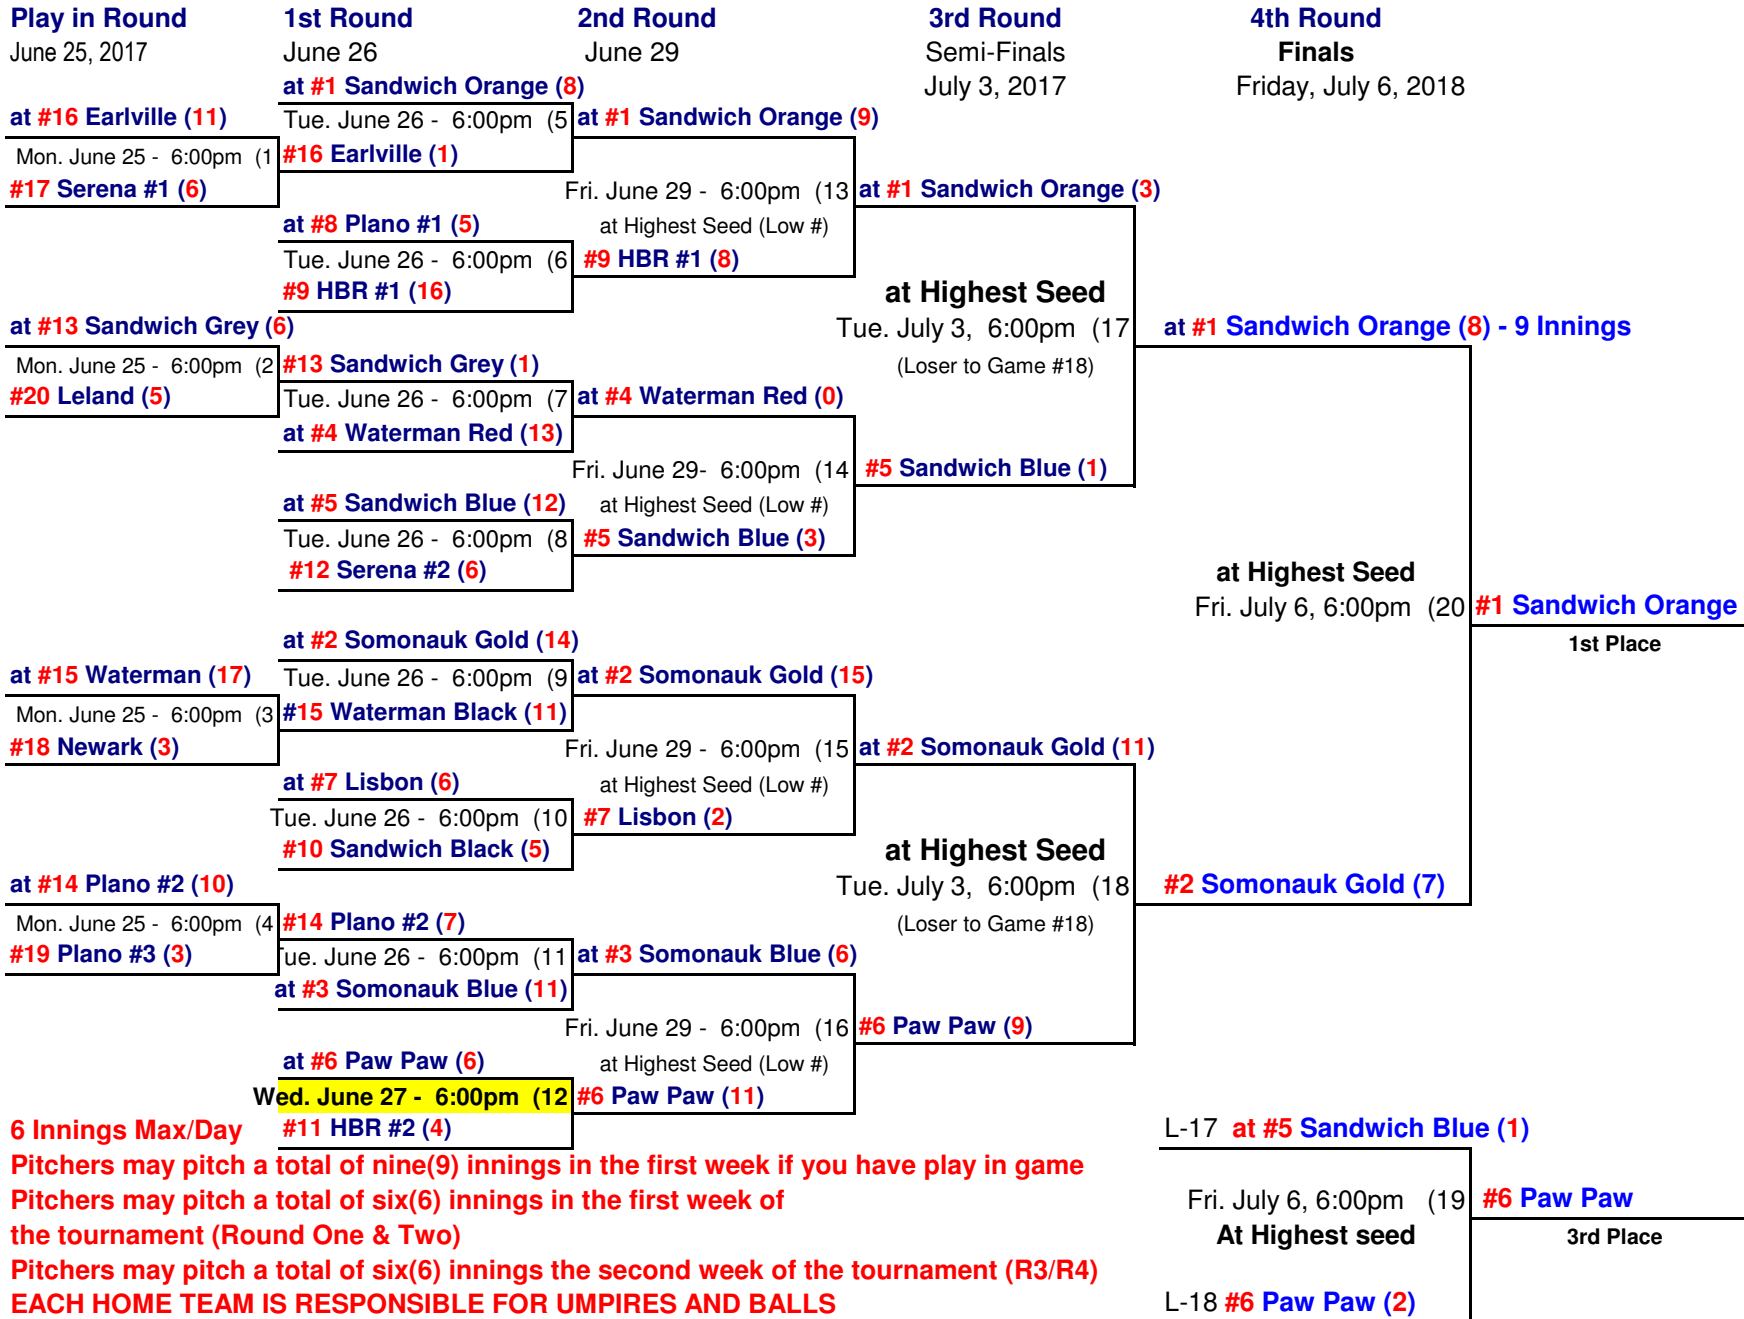 Play in Round 1st Round 2nd Round 3rd Round 4th Round
June 25, 2017 June 26 June 29 Semi-Finals Finals
at #1 Sandwich Orange (8) July 3, 2017 Friday, July 6, 2018
at #16 Earlville (11) Tue. June 26 - 6:00pm (5 at #1 Sandwich Orange (9)
Mon. June 25 - 6:00pm (1 #16 Earlville (1)
#17 Serena #1 (6) Fri. June 29 - 6:00pm (13 at #1 Sandwich Orange (3)
at #8 Plano #1 (5) at Highest Seed (Low #)
Tue. June 26 - 6:00pm (6 #9 HBR #1 (8)
#9 HBR #1 (16) at Highest Seed
at #13 Sandwich Grey (6) Tue. July 3, 6:00pm (17 at #1 Sandwich Orange (8) - 9 Innings
Mon. June 25 - 6:00pm (2 #13 Sandwich Grey (1) (Loser to Game #18)
#20 Leland (5) Tue. June 26 - 6:00pm (7 at #4 Waterman Red (0)
at #4 Waterman Red (13)
Fri. June 29- 6:00pm (14 #5 Sandwich Blue (1)
at #5 Sandwich Blue (12) at Highest Seed (Low #)
Tue. June 26 - 6:00pm (8 #5 Sandwich Blue (3)
#12 Serena #2 (6) at Highest Seed
Fri. July 6, 6:00pm (20 #1 Sandwich Orange
at #2 Somonauk Gold (14) 1st Place
at #15 Waterman (17) Tue. June 26 - 6:00pm (9 at #2 Somonauk Gold (15)
Mon. June 25 - 6:00pm (3 #15 Waterman Black (11)
#18 Newark (3) Fri. June 29 - 6:00pm (15 at #2 Somonauk Gold (11)
at #7 Lisbon (6) at Highest Seed (Low #)
Tue. June 26 - 6:00pm (10 #7 Lisbon (2)
#10 Sandwich Black (5) at Highest Seed
at #14 Plano #2 (10) Tue. July 3, 6:00pm (18 #2 Somonauk Gold (7)
Mon. June 25 - 6:00pm (4 #14 Plano #2 (7) (Loser to Game #18)
#19 Plano #3 (3) Tue. June 26 - 6:00pm (11 at #3 Somonauk Blue (6)
at #3 Somonauk Blue (11)
Fri. June 29 - 6:00pm (16 #6 Paw Paw (9)
at #6 Paw Paw (6) at Highest Seed (Low #)
Wed. June 27 - 6:00pm (12 #6 Paw Paw (11)
6 Innings Max/Day #11 HBR #2 (4) L-17 at #5 Sandwich Blue (1)
Pitchers may pitch a total of nine(9) innings in the first week if you have play in game
Pitchers may pitch a total of six(6) innings in the first week of Fri. July 6, 6:00pm (19 #6 Paw Paw
the tournament (Round One & Two) At Highest seed 3rd Place
Pitchers may pitch a total of six(6) innings the second week of the tournament (R3/R4)
EACH HOME TEAM IS RESPONSIBLE FOR UMPIRES AND BALLS L-18 #6 Paw Paw (2)